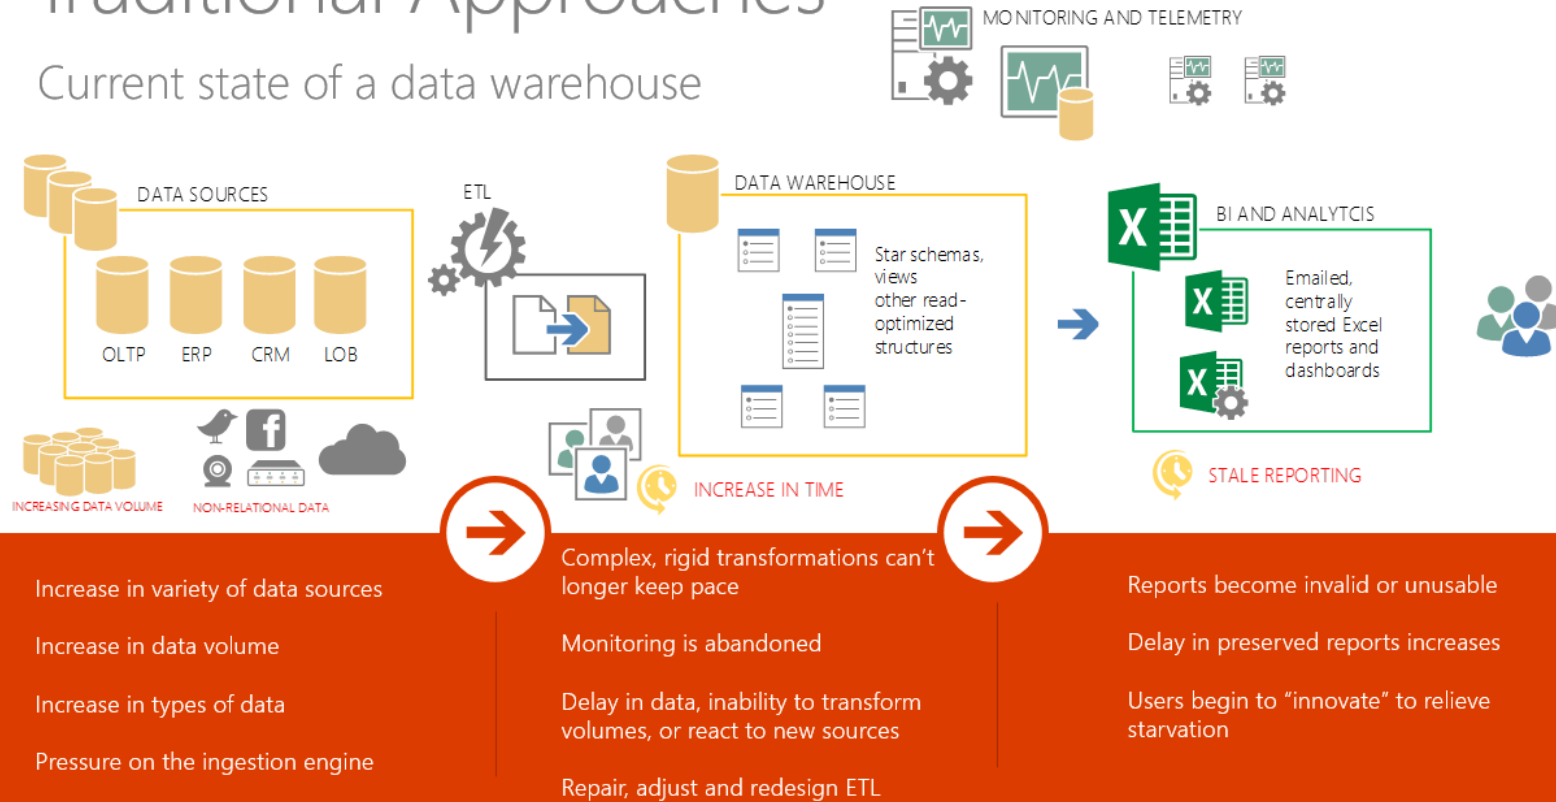 Traditional Approaches
MONITORING AND TELEMETRY
Current state of a data warehouse
DATA SOURCES
OLTP
ERP
CRM
LOB
INCREASING DATA VOLUME
NON-RELATIONAL DATA
ETL
INCREASE IN TIME
DATA WAREHOUSE
Star schemas,
views
other read-
optimized
structures
BI AND ANALYTCIS
Emailed,
centrally
stored Excel
reports and
dashboards
STALE REPORTING
Increase in variety of data sources
Increase in data volume
Increase in types of data
Pressure on the ingestion engine
Complex, rigid transformations can't
longer keep pace
Monitoring is abandoned
Delay in data, inability to transform
volumes, or react to new sources
Repair, adjust and redesign ETL
Reports become invalid or unusable
Delay in preserved reports increases
Users begin to “innovate” to relieve
starvation